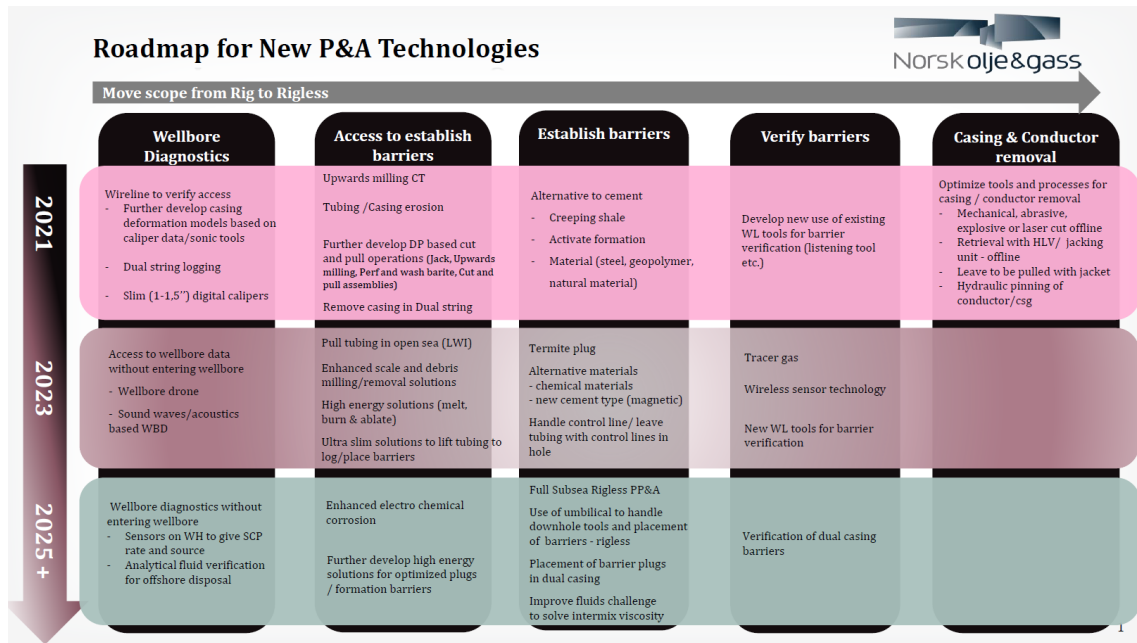 Roadmap for New P&A Technologies
Norsk olje&gass
Move scope from Rig to Rigless
Wellbore
Diagnostics
Access to establish
barriers
Establish barriers
Verify barriers
Casing & Conductor
removal
2021
Wireline to verify access
- Further develop casing
deformation models based on
caliper data/sonic tools
- Dual string logging
- Slim (1-1,5”) digital calipers
Upwards milling CT
Tubing /Casing erosion
Further develop DP based cut
and pull operations (Jack, Upwards
milling, Perf and wash barite, Cut and
pull assemblies)
Remove casing in Dual string
Alternative to cement
- Creeping shale
- Activate formation
- Material (steel, geopolymer,
natural material)
Develop new use of existing
WL tools for barrier
verification (listening tool
etc.)
Optimize tools and processes for
casing / conductor removal
- Mechanical, abrasive,
explosive or laser cut offline
- Retrieval with HLV/ jacking
unit - offline
- Leave to be pulled with jacket
- Hydraulic pinning of
conductor/csg
2023
Access to wellbore data
without entering wellbore
- Wellbore drone
- Sound waves/acoustics
based WBD
Pull tubing in open sea (LWI)
Enhanced scale and debris
milling/removal solutions
High energy solutions (melt,
burn & ablate)
Ultra slim solutions to lift tubing to
log/place barriers
Termite plug
Alternative materials
- chemical materials
- new cement type (magnetic)
Handle control line/ leave
tubing with control lines in
hole
Tracer gas
Wireless sensor technology
New WL tools for barrier
verification
2025 +
Wellbore diagnostics without
entering wellbore
- Sensors on WH to give SCP
rate and source
- Analytical fluid verification
for offshore disposal
Enhanced electro chemical
corrosion
Further develop high energy
solutions for optimized plugs
/ formation barriers
Full Subsea Rigless PP&A
Use of umbilical to handle
downhole tools and placement
of barriers - rigless
Placement of barrier plugs
in dual casing
Improve fluids challenge
to solve intermix viscosity
Verification of dual casing
barriers
1